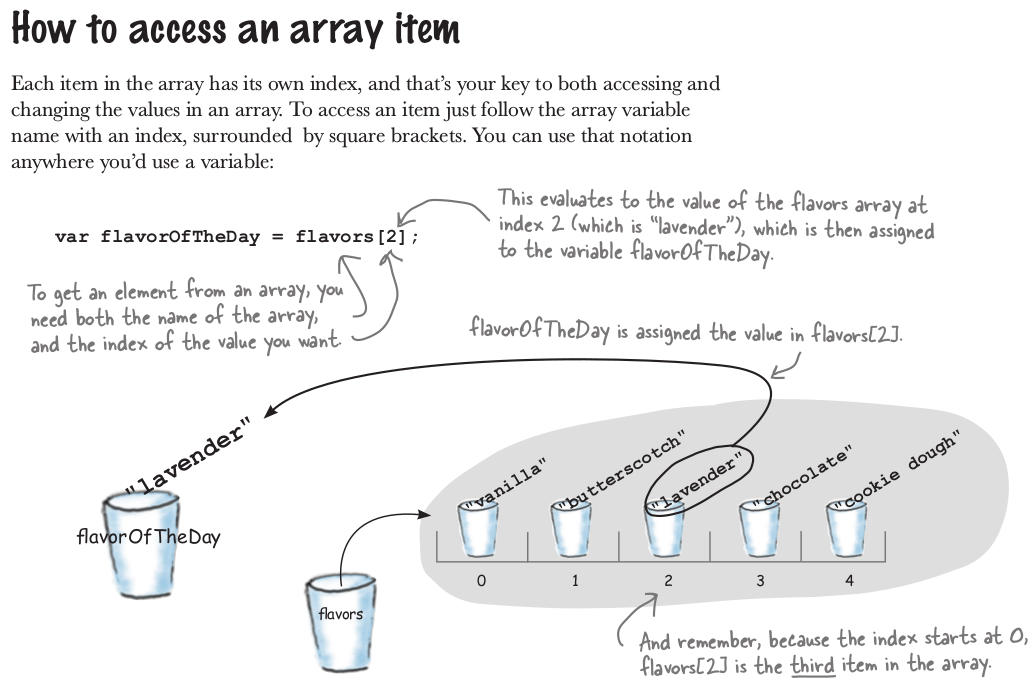 How to access an array item
Each item in the array has its own index, and that's your key to both accessing and
changing the values in an array. To access an item just follow the array variable
name with an index, surrounded by square brackets. You can use that notation
anywhere you'd use a variable:
This evaluates to the value of the flavors array at
index 2 (which is "lavender"), which is then assigned
to the variable flavorOfTheDay.
var flavorOfTheDay = flavors[2];
To get an element from an array, you
need both the name of the array,
and the index of the value you want.
flavorOfTheDay is assigned the value in flavors[2].
"lavender"
flavorOfTheDay
flavors
"vanilla"
"butterscotch"
"lavender"
"chocolate"
"cookie dough"
0 1 2 3 4
And remember, because the index starts at 0,
flavors[2] is the third item in the array.